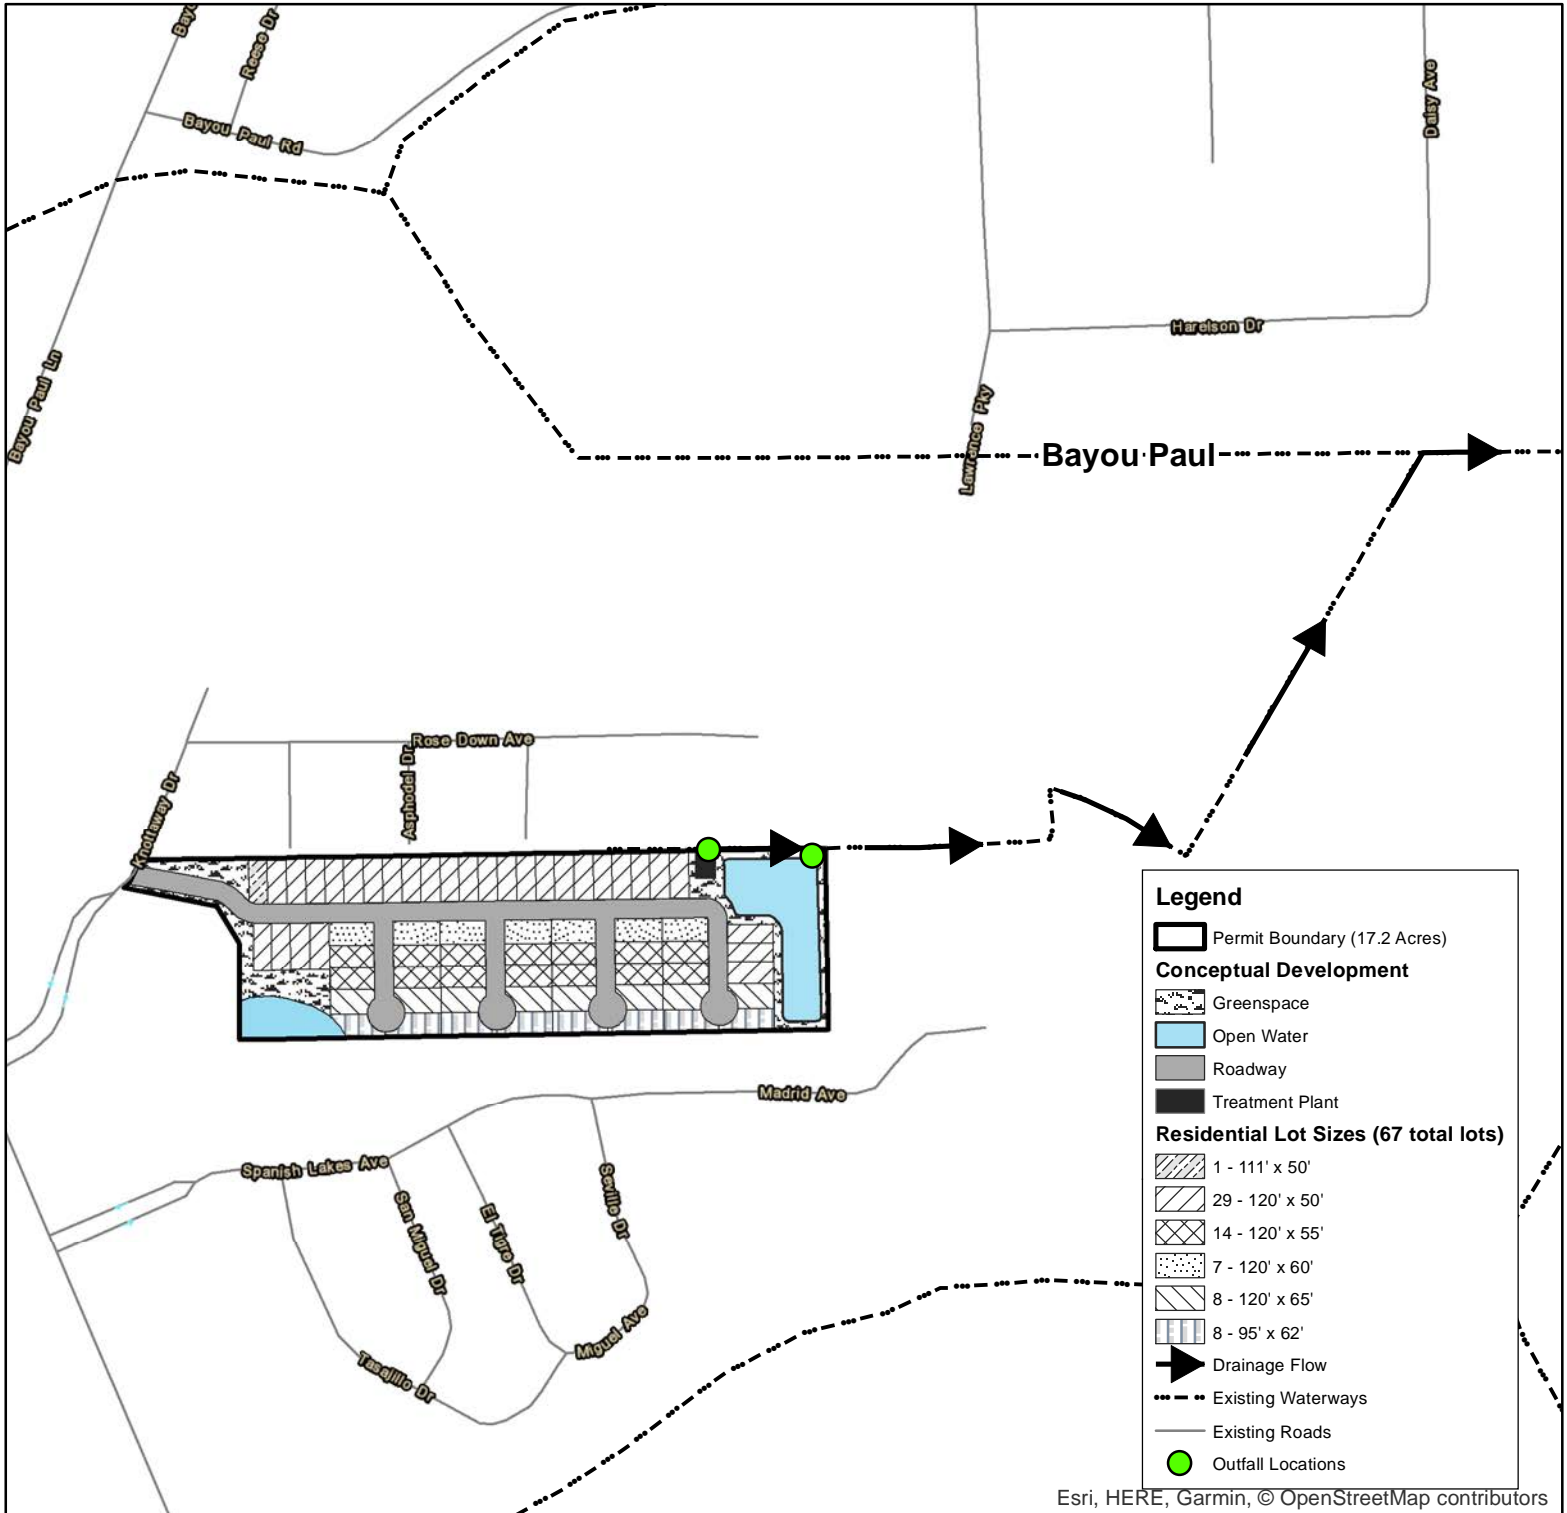 Bayou
Reese Dr
Bayou Paul Rd
Daisy Ave
Harelson Dr
Bayou Paul Ln
Lawrence Pky
Bayou Paul
Rose Down Ave
Asphodel Dr
Knottaway Dr
Madrid Ave
Spanish Lakes Ave
San Miguel Dr
El Tigre Dr
Seville Dr
Miguel Ave
Tasajillo Dr
Legend
Permit Boundary (17.2 Acres)
Conceptual Development
Greenspace
Open Water
Roadway
Treatment Plant
Residential Lot Sizes (67 total lots)
1 - 111' x 50'
29 - 120' x 50'
14 - 120' x 55'
7 - 120' x 60'
8 - 120' x 65'
8 - 95' x 62'
Drainage Flow
Existing Waterways
Existing Roads
Outfall Locations
Esri, HERE, Garmin, © OpenStreetMap contributors